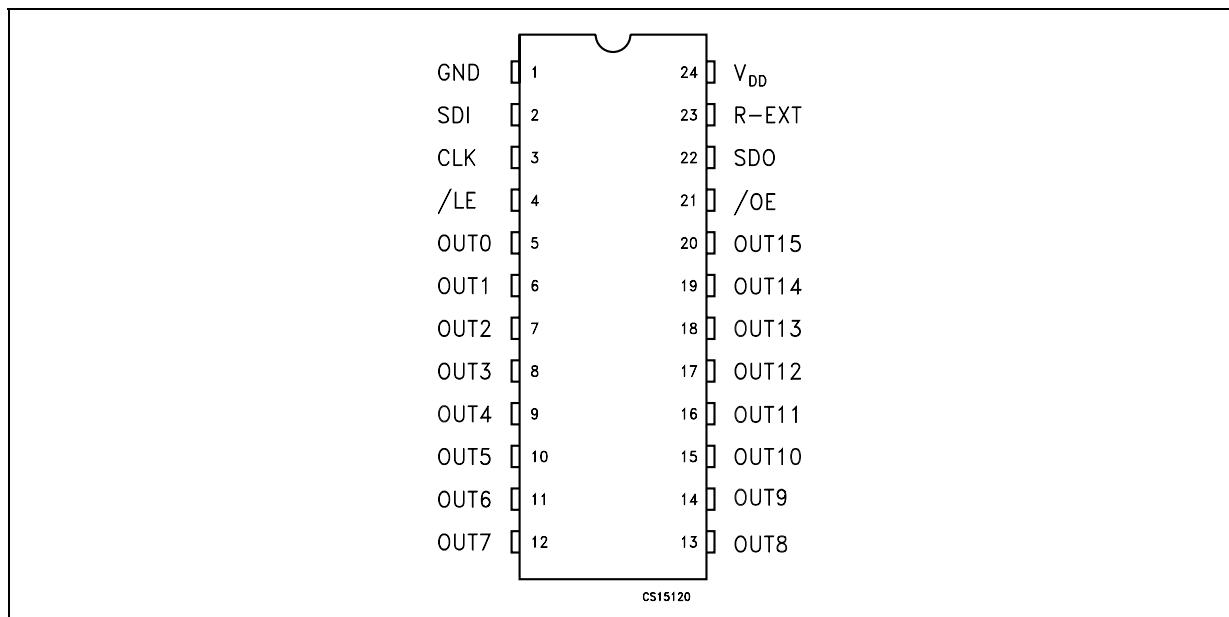 GND 1 24 VDD
SDI 2 23 R-EXT
CLK 3 22 SDO
/LE 4 21 /OE
OUT0 5 20 OUT15
OUT1 6 19 OUT14
OUT2 7 18 OUT13
OUT3 8 17 OUT12
OUT4 9 16 OUT11
OUT5 10 15 OUT10
OUT6 11 14 OUT9
OUT7 12 13 OUT8
CS15120